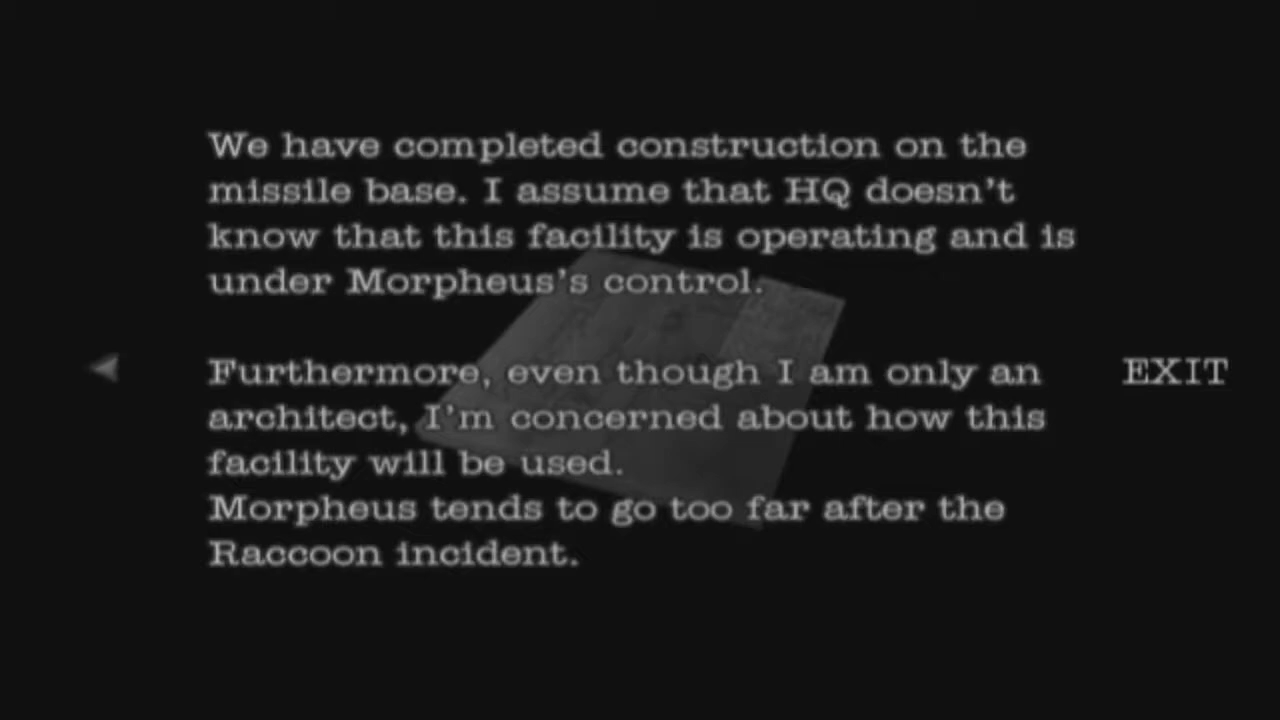 We have completed construction on the
missile base. I assume that HQ doesn't
know that this facility is operating and is
under Morpheus's control.
Furthermore, even though I am only an
architect, I'm concerned about how this
facility will be used.
Morpheus tends to go too far after the
Raccoon incident.
EXIT